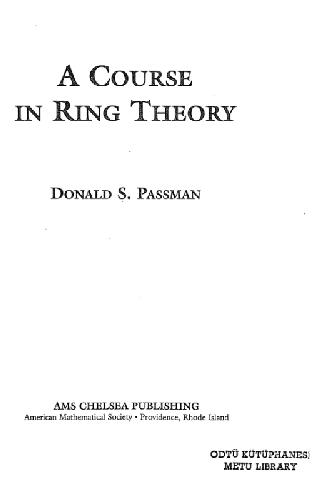 A COURSE
IN RING THEORY
DONALD S. PASSMAN
AMS CHELSEA PUBLISHING
American Mathematical Society • Providence, Rhode Island
ODTÜ KÜTÜPHANESİ
METU LIBRARY